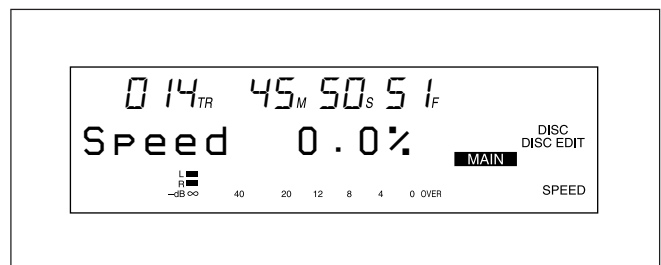 014TR 45M 50S 51F
Speed 0.0%
DISC
DISC EDIT
MAIN
L
R
–dB ∞ 40 20 12 8 4 0 OVER
SPEED